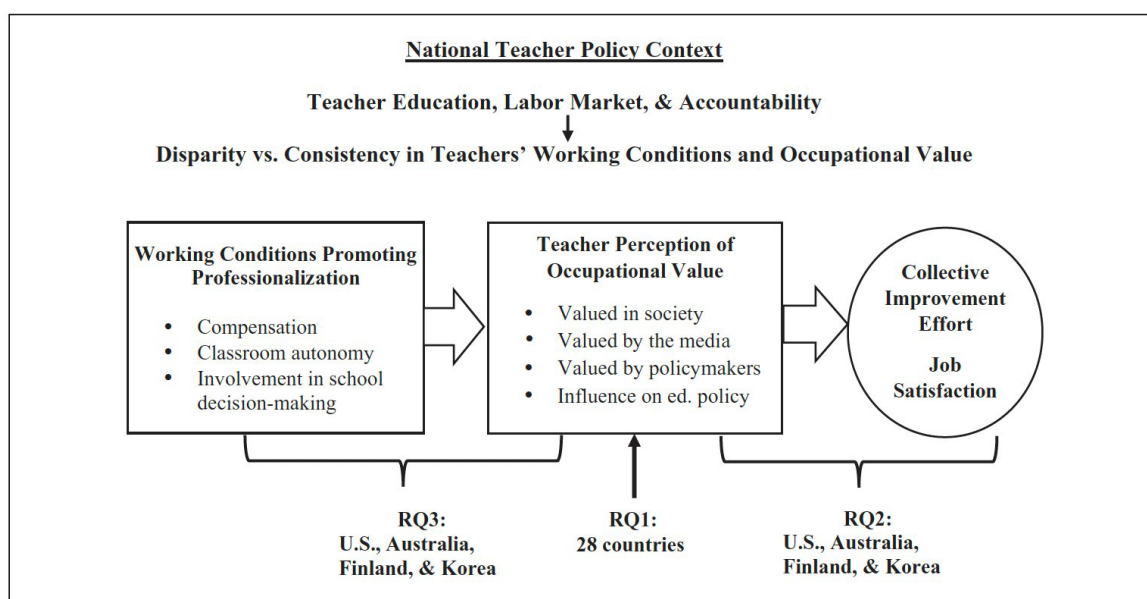 National Teacher Policy Context
Teacher Education, Labor Market, & Accountability
Disparity vs. Consistency in Teachers' Working Conditions and Occupational Value
Working Conditions Promoting
Professionalization
• Compensation
• Classroom autonomy
• Involvement in school
decision-making
Teacher Perception of
Occupational Value
• Valued in society
• Valued by the media
• Valued by policymakers
• Influence on ed. policy
Collective
Improvement
Effort
Job
Satisfaction
RQ3:
U.S., Australia,
Finland, & Korea
RQ1:
28 countries
RQ2:
U.S., Australia,
Finland, & Korea